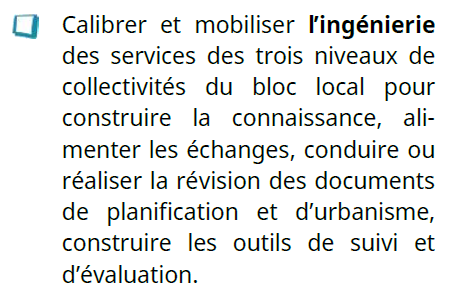 Calibrer et mobiliser l'ingénierie
des services des trois niveaux de
collectivités du bloc local pour
construire la connaissance, ali-
menter les échanges, conduire ou
réaliser la révision des documents
de planification et d'urbanisme,
construire les outils de suivi et
d'évaluation.